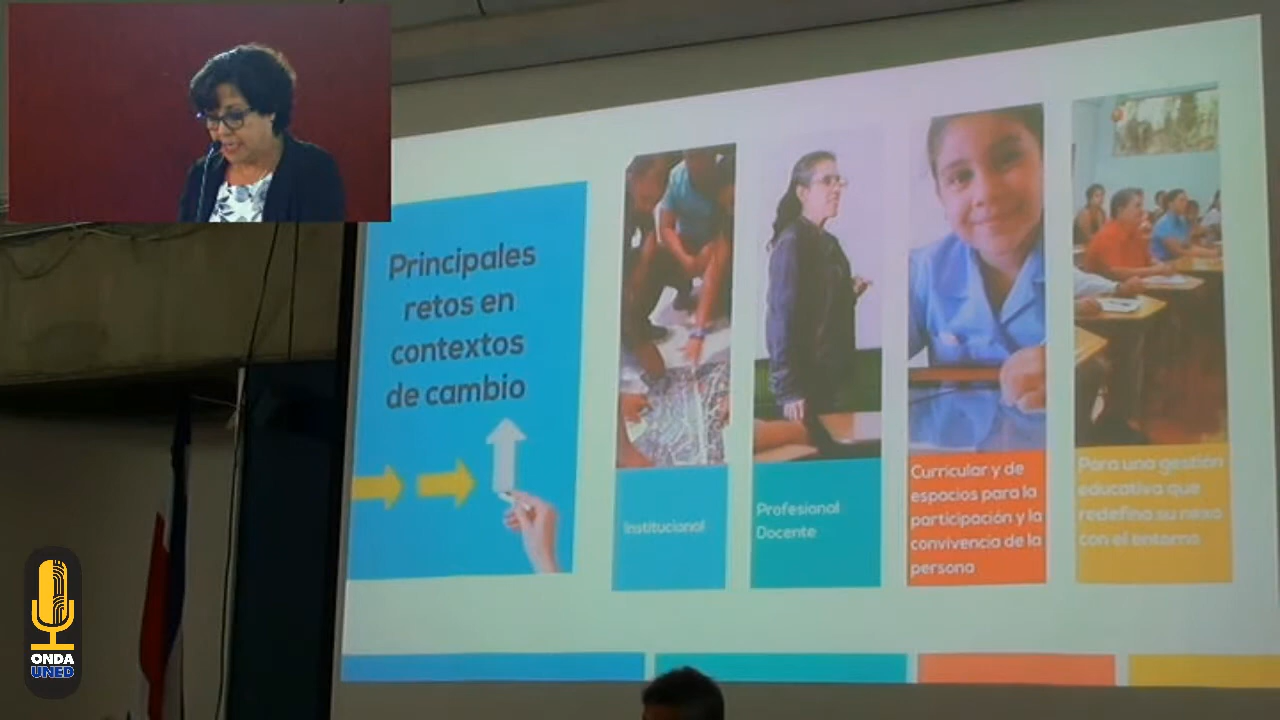 Principales
retos en
contextos
de cambio
Institucional
Profesional
Docente
Curricular y de
espacios para la
participación y la
convivencia de la
persona
Para una gestión
educativa que
redefina su nexo
con el entorno
ONDA
UNED